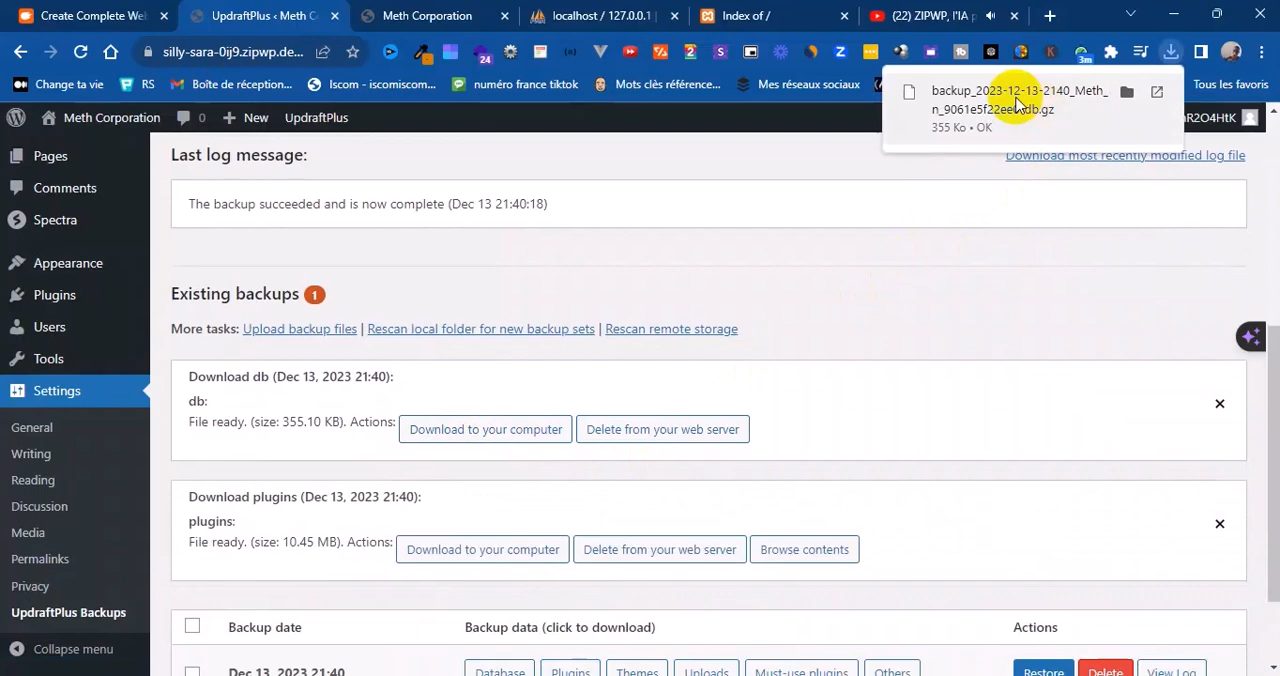 Create Complete Web
UpdraftPlus ‹ Meth C
Meth Corporation
localhost / 127.0.0.1
Index of /
(22) ZIPWP, l'IA p
silly-sara-0ij9.zipwp.de...
24
3m
Change ta vie
RS
Boîte de réception...
Iscom – iscommoi...
numéro france tiktok
Mots clés référence...
Mes réseaux sociaux
Tous les favoris
backup_2023-12-13-2140_Meth_
355 Ko • OK
Meth Corporation
0
New
UpdraftPlus
R2O4HtK
Pages
Comments
Spectra
Appearance
Plugins
Users
Tools
Settings
General
Writing
Reading
Discussion
Media
Permalinks
Privacy
UpdraftPlus Backups
Collapse menu
Last log message:
Download most recently modified log file
The backup succeeded and is now complete (Dec 13 21:40:18)
Existing backups 1
More tasks: Upload backup files | Rescan local folder for new backup sets | Rescan remote storage
Download db (Dec 13, 2023 21:40):
db:
File ready. (size: 355.10 KB). Actions: Download to your computer Delete from your web server
Download plugins (Dec 13, 2023 21:40):
plugins:
File ready. (size: 10.45 MB). Actions: Download to your computer Delete from your web server Browse contents
Backup date Backup data (click to download) Actions
Dec 13, 2023 21:40 Database Plugins Themes Uploads Must-use plugins Others Restore Delete View Log